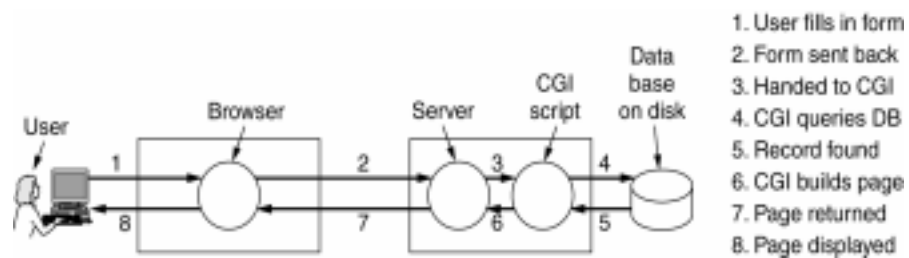 User
Browser
Server
CGI
script
Data
base
on disk
1
2
3
4
8
7
6
5
1. User fills in form
2. Form sent back
3. Handed to CGI
4. CGI queries DB
5. Record found
6. CGI builds page
7. Page returned
8. Page displayed